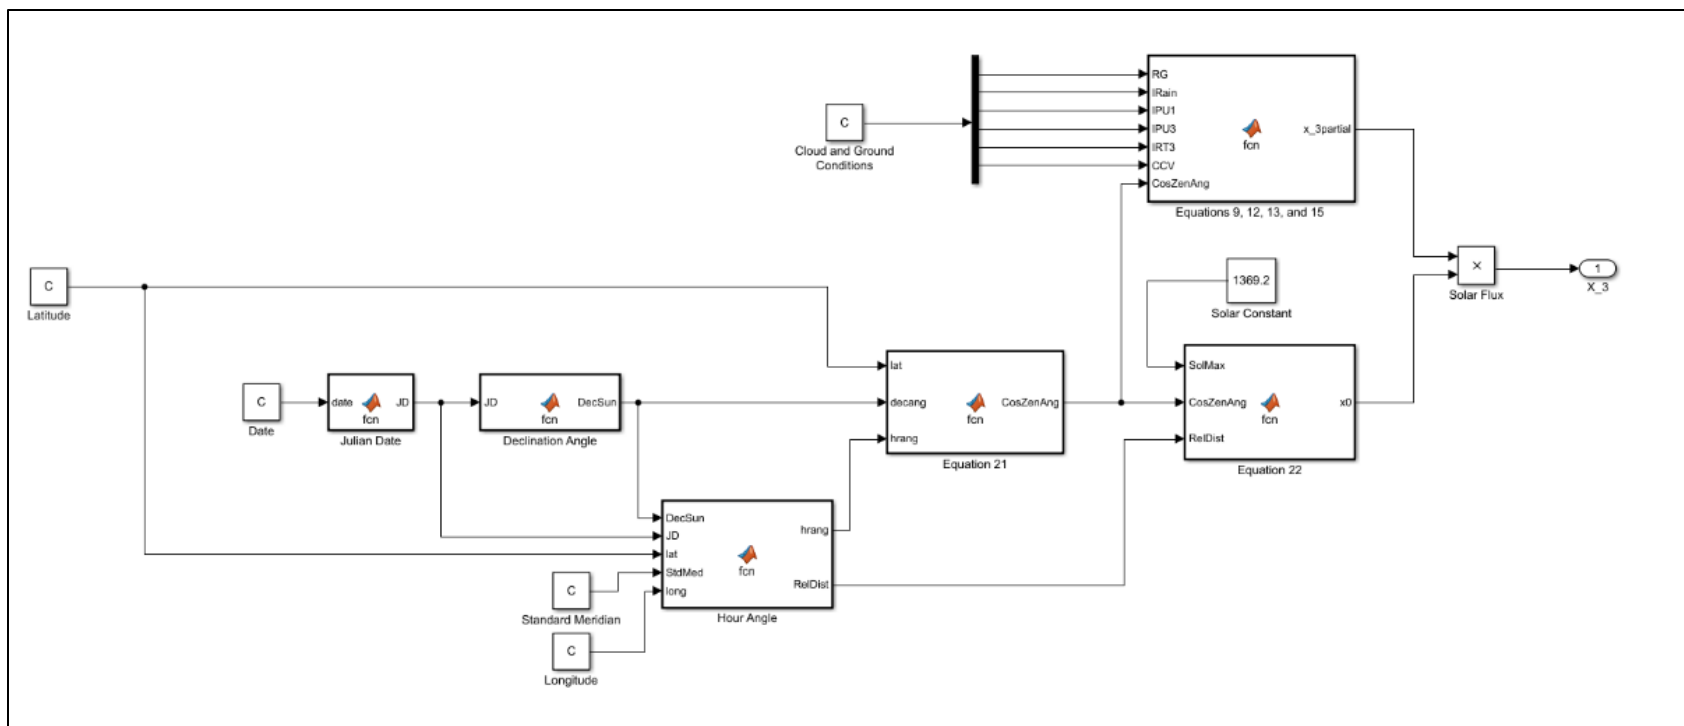 RG
IRain
IPU1
IPU3
IRT3
CCV
CosZenAng
x_3partial
fcn
Equations 9, 12, 13, and 15
C
Cloud and Ground
Conditions
C
Latitude
1369.2
Solar Constant
×
Solar Flux
1
X_3
C
Date
date
JD
fcn
Julian Date
JD
DecSun
fcn
Declination Angle
lat
decang
hrang
CosZenAng
fcn
Equation 21
SolMax
CosZenAng
RelDist
x0
fcn
Equation 22
DecSun
JD
lat
StdMed
long
hrang
RelDist
fcn
Hour Angle
C
Standard Meridian
C
Longitude